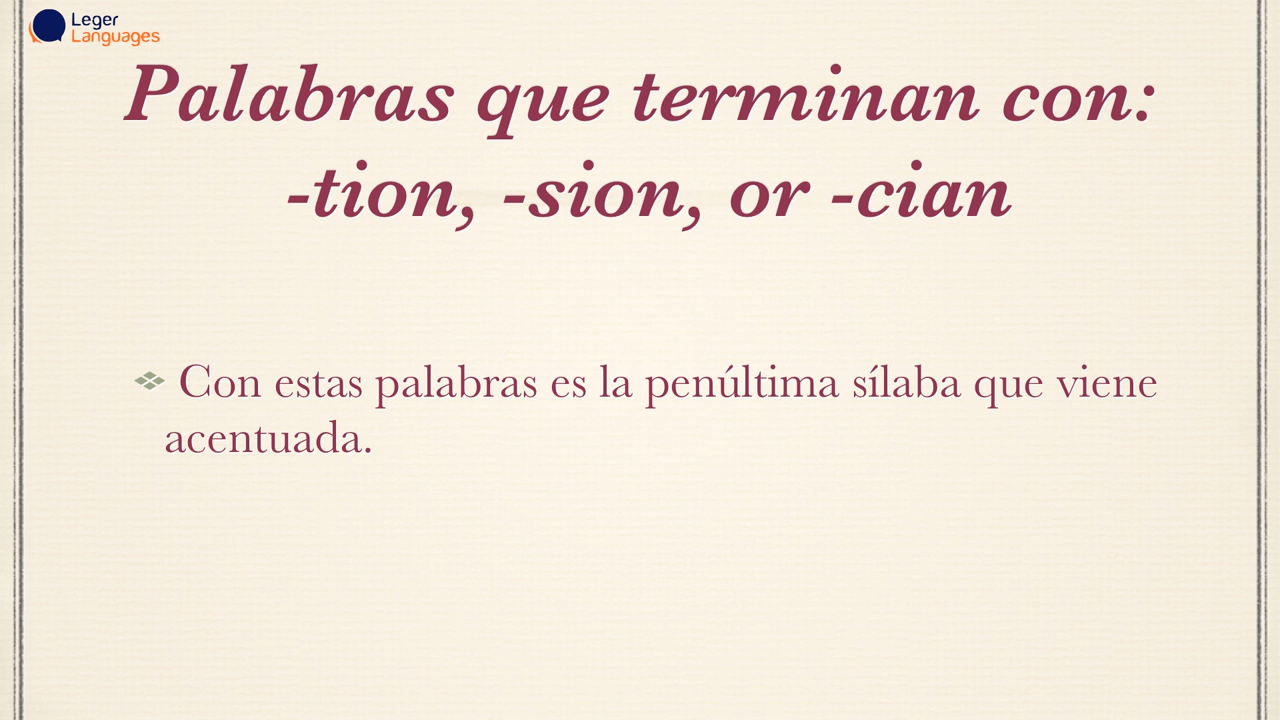 Leger
Languages
Palabras que terminan con:
-tion, -sion, or -cian
Con estas palabras es la penúltima sílaba que viene
acentuada.